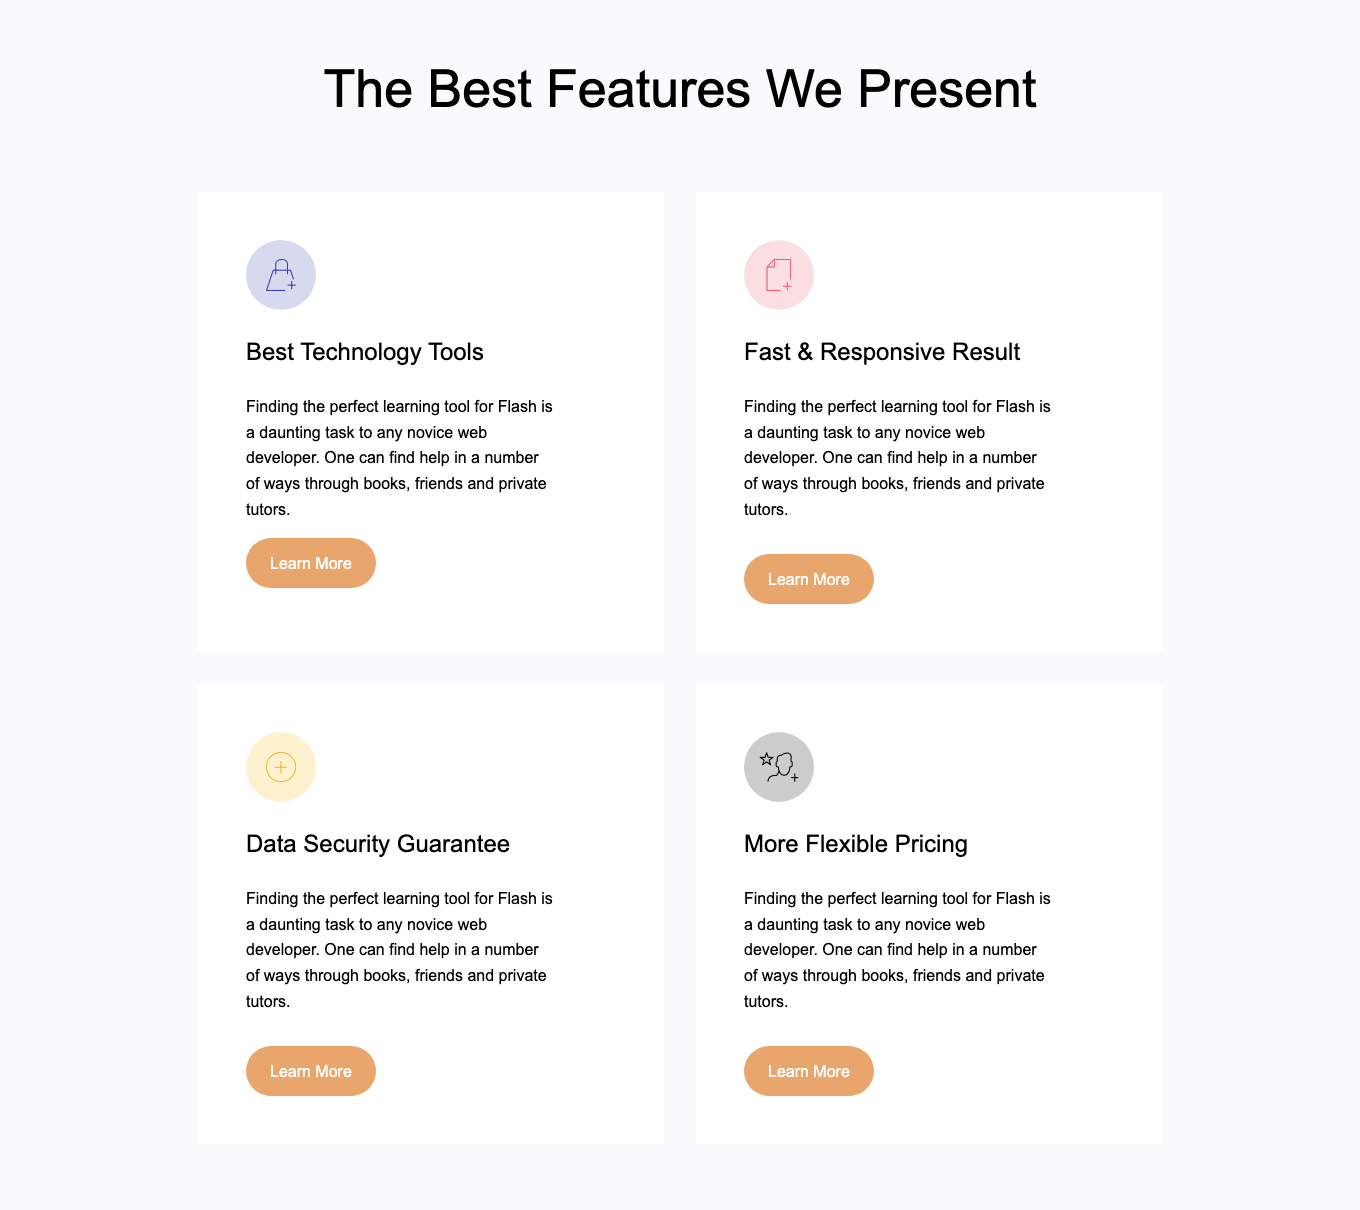 The Best Features We Present
Best Technology Tools
Finding the perfect learning tool for Flash is
a daunting task to any novice web
developer. One can find help in a number
of ways through books, friends and private
tutors.
Learn More
Fast & Responsive Result
Finding the perfect learning tool for Flash is
a daunting task to any novice web
developer. One can find help in a number
of ways through books, friends and private
tutors.
Learn More
Data Security Guarantee
Finding the perfect learning tool for Flash is
a daunting task to any novice web
developer. One can find help in a number
of ways through books, friends and private
tutors.
Learn More
More Flexible Pricing
Finding the perfect learning tool for Flash is
a daunting task to any novice web
developer. One can find help in a number
of ways through books, friends and private
tutors.
Learn More